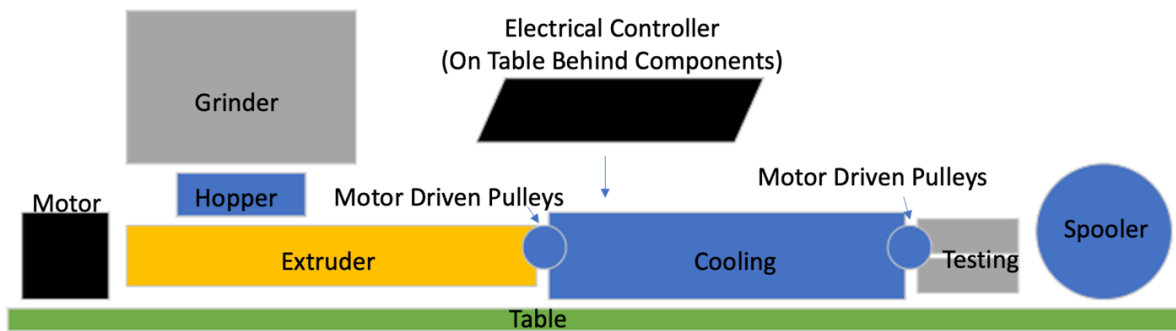 Electrical Controller
(On Table Behind Components)
Grinder
Hopper
Motor Driven Pulleys
Motor Driven Pulleys
Motor
Extruder
Cooling
Testing
Spooler
Table